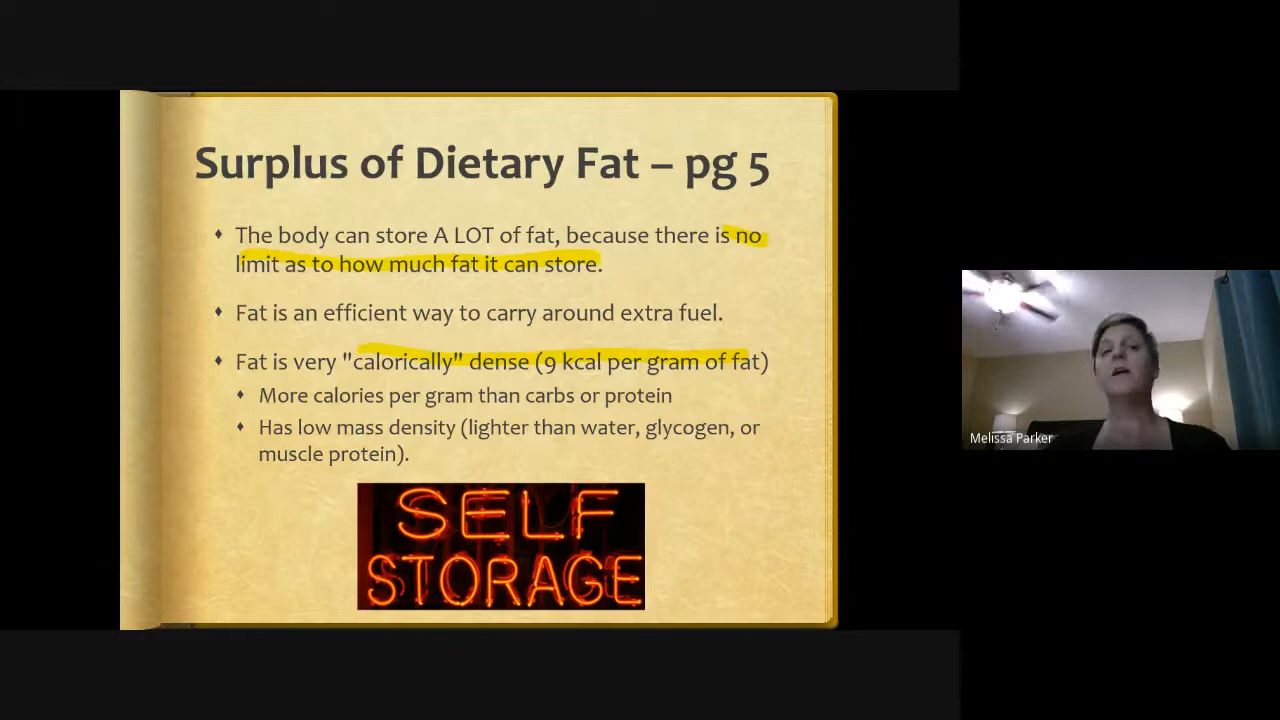 Surplus of Dietary Fat – pg 5
The body can store A LOT of fat, because there is no
limit as to how much fat it can store.
Fat is an efficient way to carry around extra fuel.
Fat is very "calorically" dense (9 kcal per gram of fat)
More calories per gram than carbs or protein
Has low mass density (lighter than water, glycogen, or
muscle protein).
SELF
STORAGE
Melissa Parker